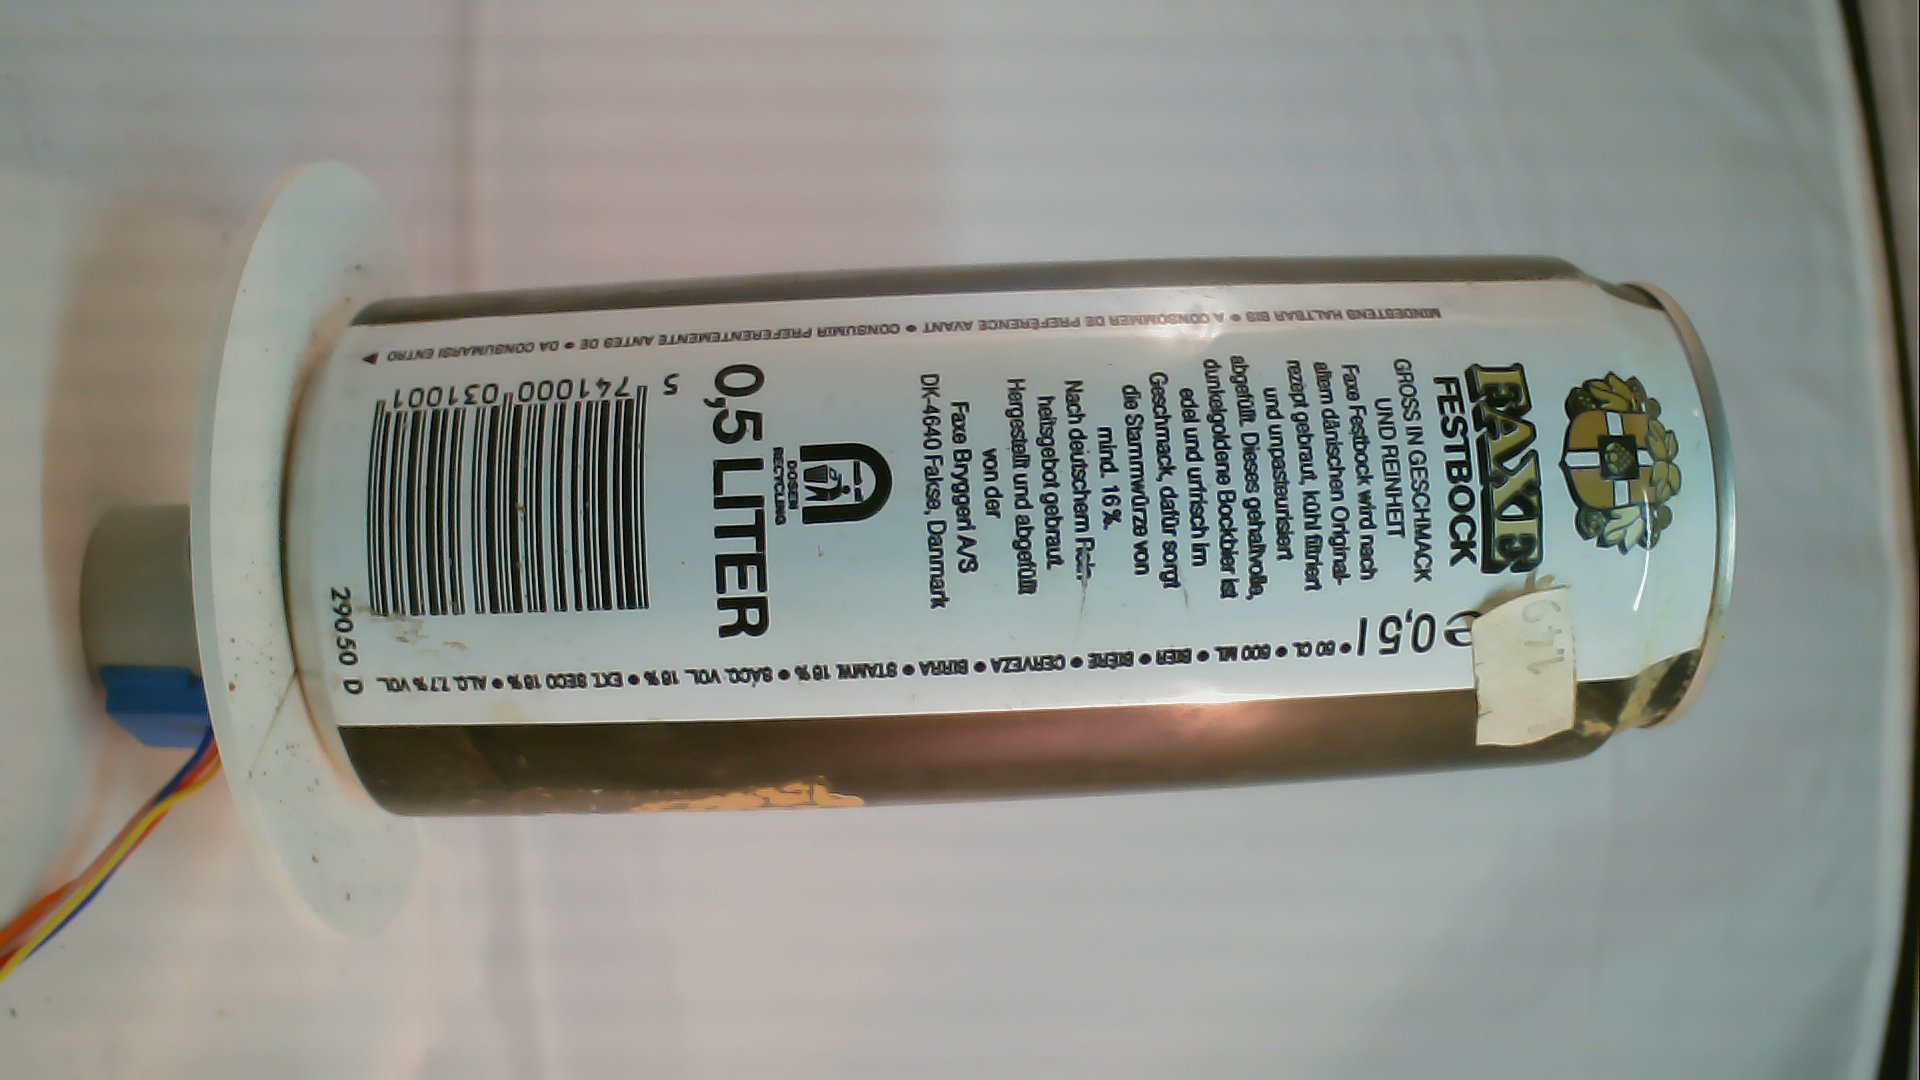 FAXE
FESTBOCK
GROSS IN GESCHMACK
UND REINHEIT
Faxe Festbock wird nach
altem dänischen Original-
rezept gebraut, kühl filtriert
und unpasteurisiert
abgefüllt. Dieses gehaltvolle,
dunkelgoldene Bockbier ist
edel und urfrisch im
Geschmack, dafür sorgt
die Stammwürze von
mind. 16 %.
Nach deutschem Rein-
heitsgebot gebraut.
Hergestellt und abgefüllt
von der
Faxe Bryggeri A/S
DK-4640 Fakse, Danmark
DOSEN
RECYCLING
0,5 LITER
5 741000 031001
29050 D
MINDESTENS HALTBAR BIS • A CONSOMMER DE PRÉFÉRENCE AVANT • CONSUMIR PREFERENTEMENTE ANTES DE • DA CONSUMARSI ENTRO
0,5 l • 50 CL • 500 ML • BIER • BIÈRE • CERVEZA • BIRRA • STAMW. 16% • SACC. VOL. 16% • EXT. SECO 16% • ALC. 7.7% VOL.
1,49